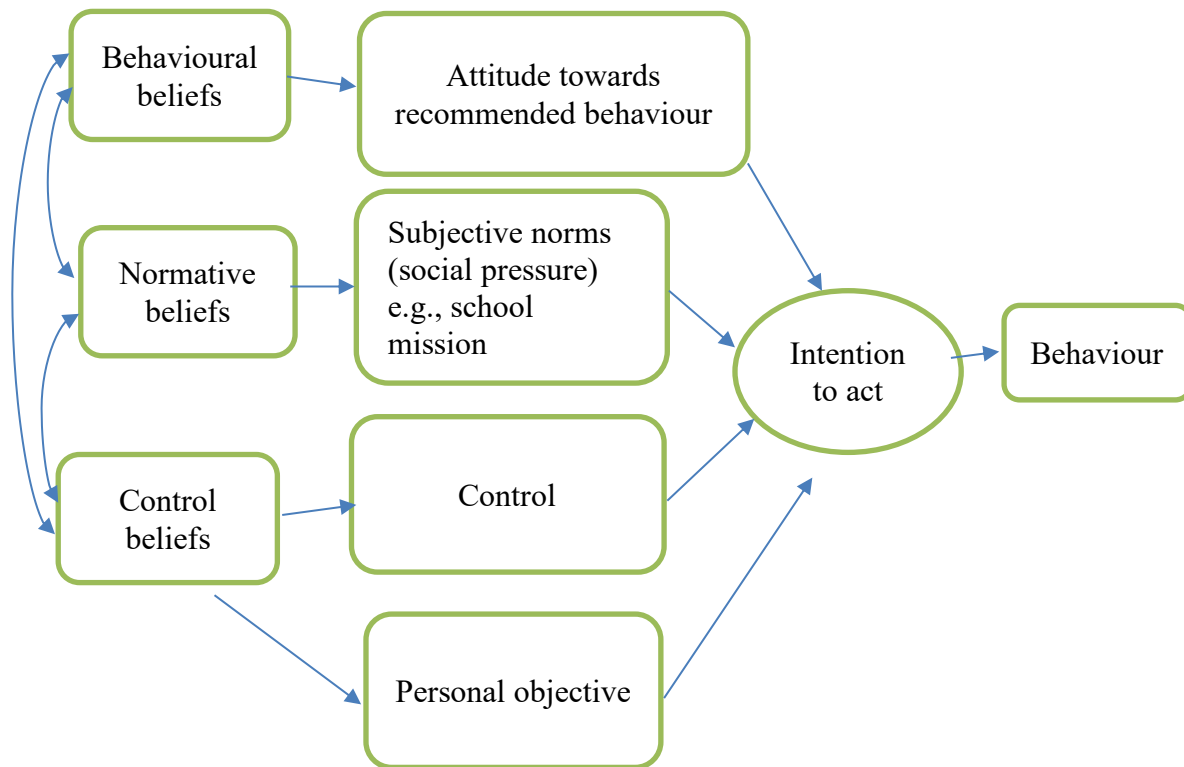 Behavioural
beliefs
Attitude towards
recommended behaviour
Normative
beliefs
Subjective norms
(social pressure)
e.g., school
mission
Intention
to act
Behaviour
Control
beliefs
Control
Personal objective